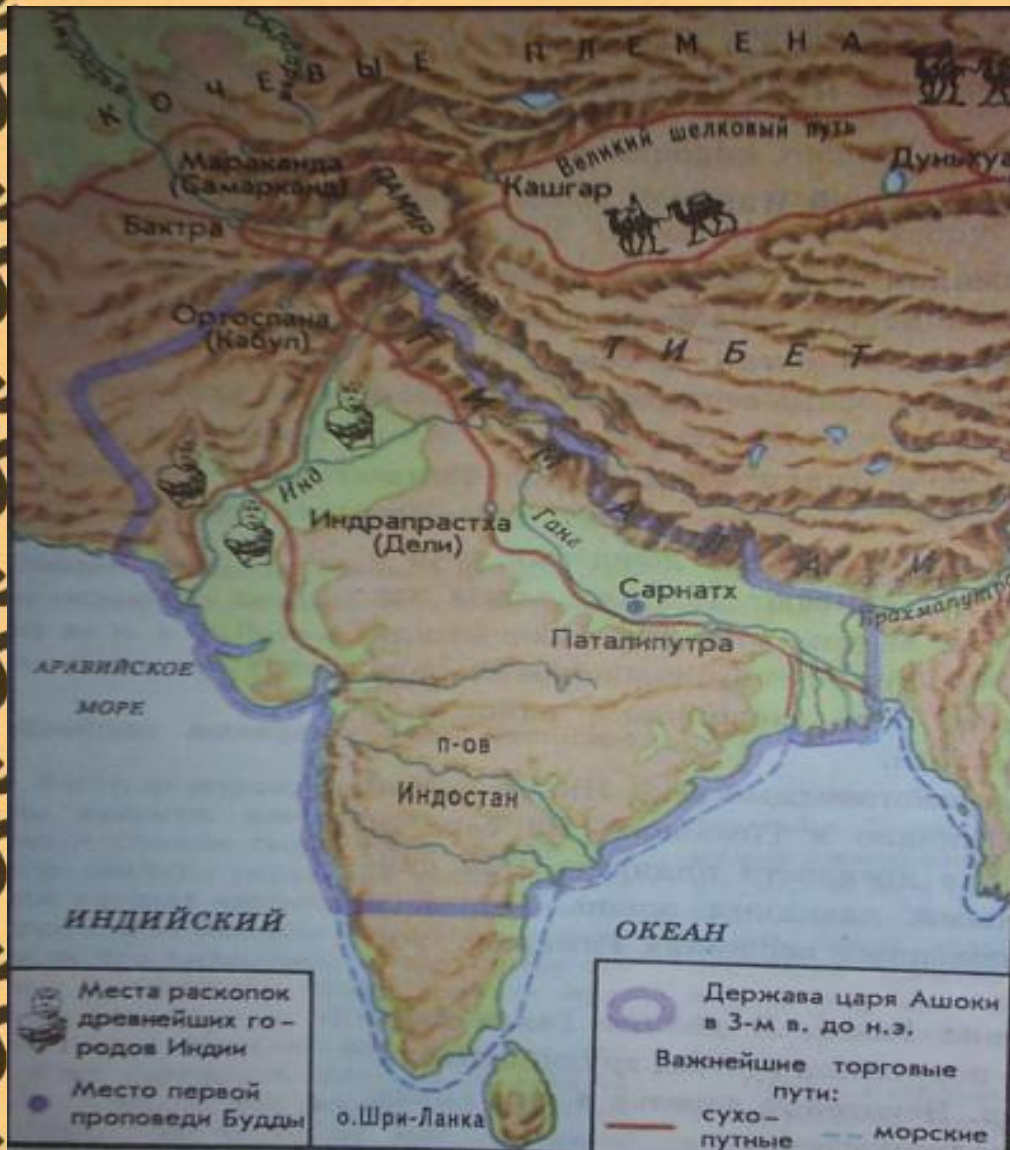 КОЧЕВЫЕ ПЛЕМЕНА
Великий шелковый путь
Мараканда
(Самарканд)
ПАМИР
Кашгар
Дуньхуа
Бактра
Ортоспана
(Кабул)
ТИБЕТ
ГИМАЛАИ
Инд
Инд
Индрапрастха
(Дели)
Ганг
Сарнатх
Брахмапутра
Паталипутра
АРАВИЙСКОЕ
МОРЕ
п-ов
Индостан
ИНДИЙСКИЙ
ОКЕАН
о.Шри-Ланка
Места раскопок
древнейших го-
родов Индии
Место первой
проповеди Будды
Держава царя Ашоки
в 3-м в. до н.э.
Важнейшие торговые
пути:
сухо-
путные
морские